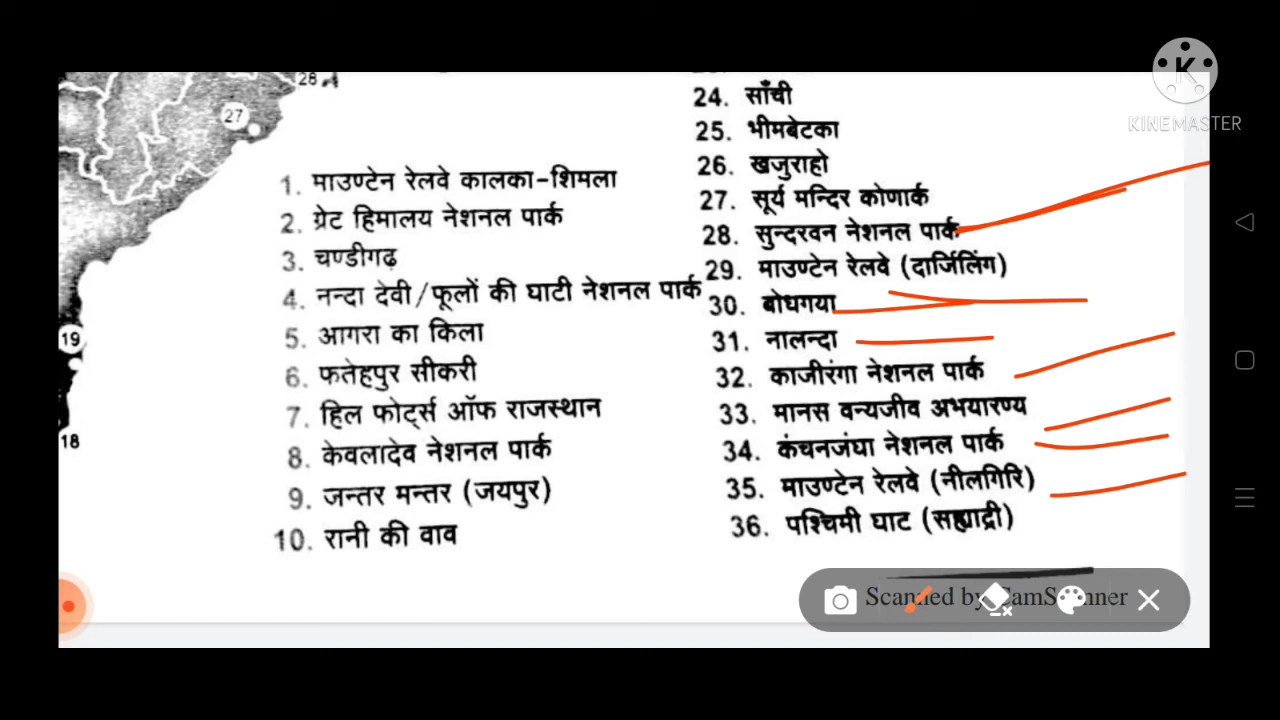 28
27
19
18
1. माउण्टेन रेलवे कालका-शिमला
2. ग्रेट हिमालय नेशनल पार्क
3. चण्डीगढ़
4. नन्दा देवी/फूलों की घाटी नेशनल पार्क
5. आगरा का किला
6. फतेहपुर सीकरी
7. हिल फोर्ट्स ऑफ राजस्थान
8. केवलादेव नेशनल पार्क
9. जन्तर मन्तर (जयपुर)
10. रानी की वाव
24. साँची
25. भीमबेटका
26. खजुराहो
27. सूर्य मन्दिर कोणार्क
28. सुन्दरवन नेशनल पार्क
29. माउण्टेन रेलवे (दार्जिलिंग)
30. बोधगया
31. नालन्दा
32. काजीरंगा नेशनल पार्क
33. मानस वन्यजीव अभयारण्य
34. कंचनजंघा नेशनल पार्क
35. माउण्टेन रेलवे (नीलगिरि)
36. पश्चिमी घाट (सह्याद्री)
Scanned by CamScanner
K
KINEMASTER